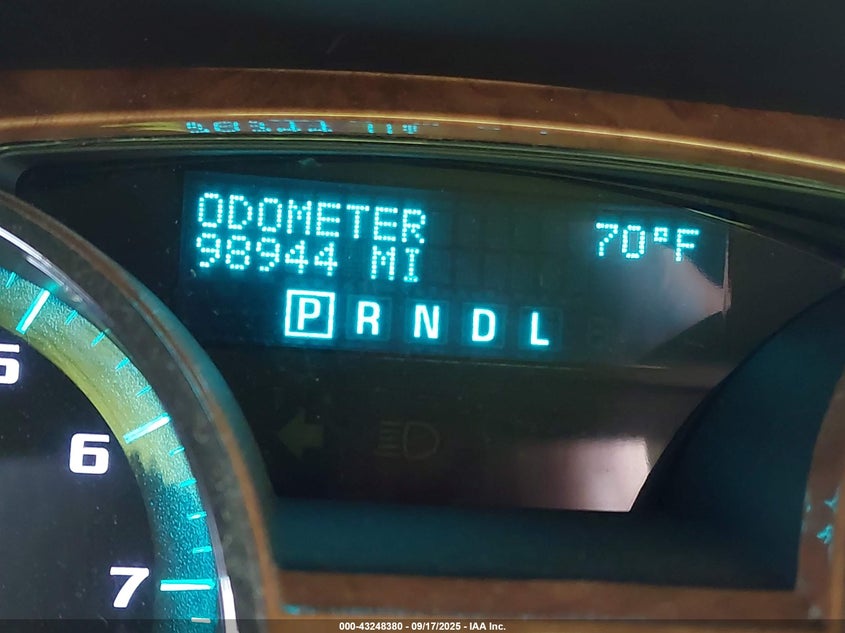 ODOMETER 70°F
98944 MI
P R N D L
5
6
7
000-43248380 - 09/17/2025 - IAA Inc.